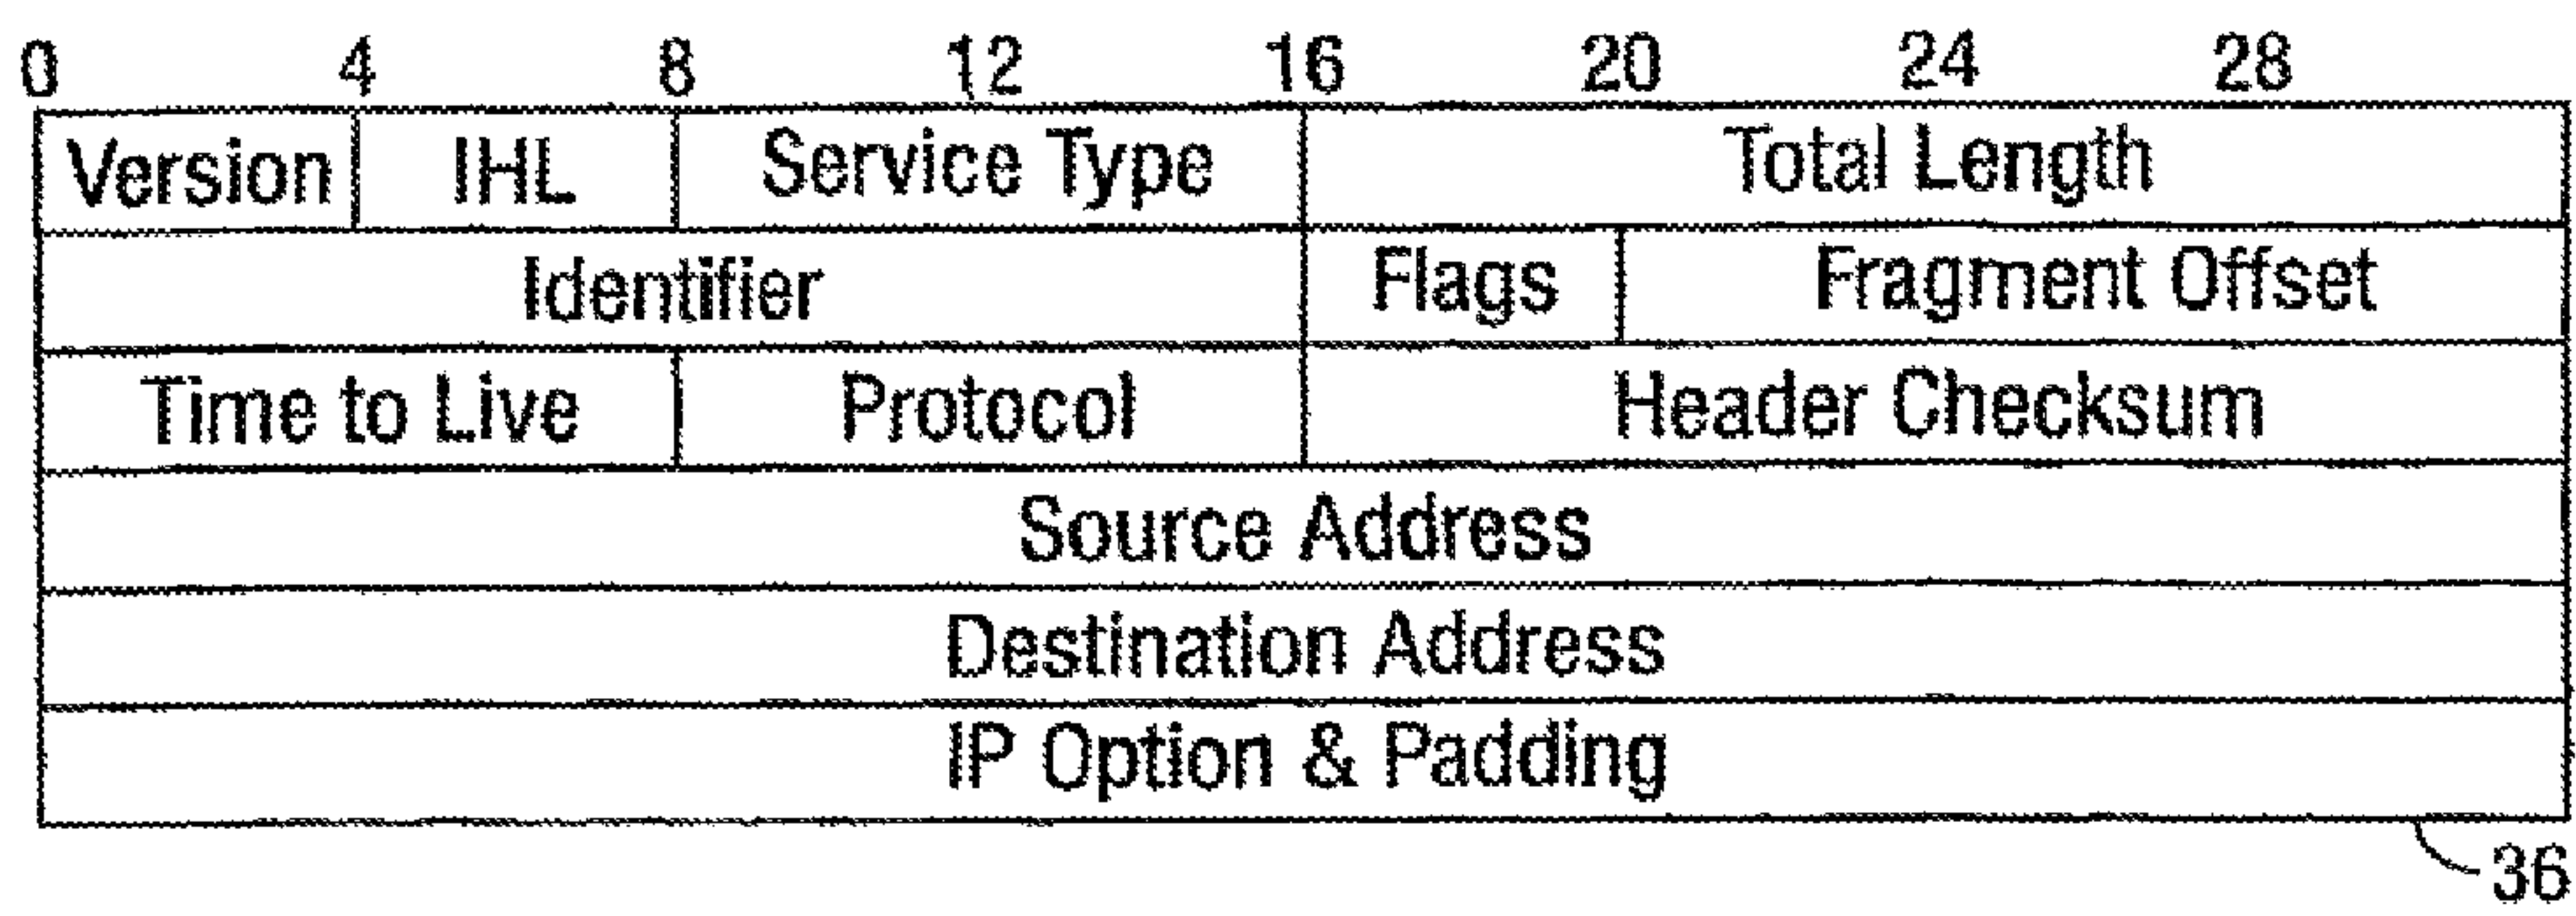 0 4 8 12 16 20 24 28
Version IHL Service Type Total Length
Identifier Flags Fragment Offset
Time to Live Protocol Header Checksum
Source Address
Destination Address
IP Option & Padding
36